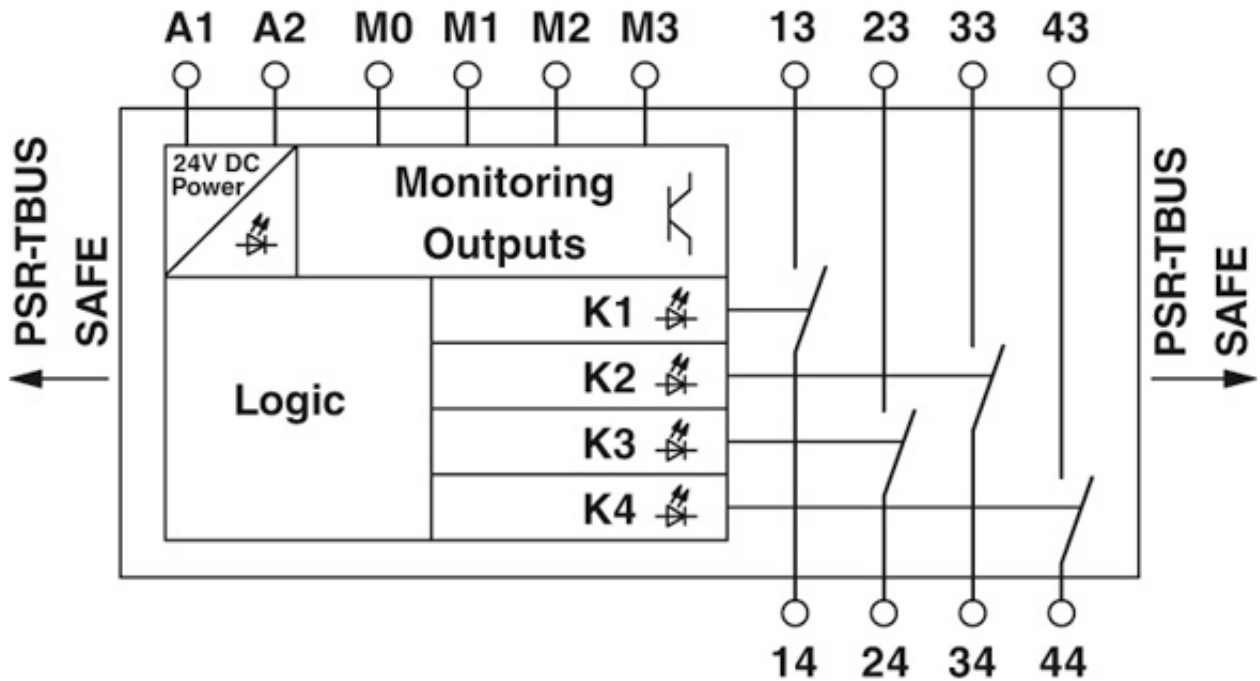 A1 A2 M0 M1 M2 M3 13 23 33 43
PSR-TBUS
SAFE
24V DC
Power
Monitoring
Outputs
Logic
K1
K2
K3
K4
PSR-TBUS
SAFE
14 24 34 44